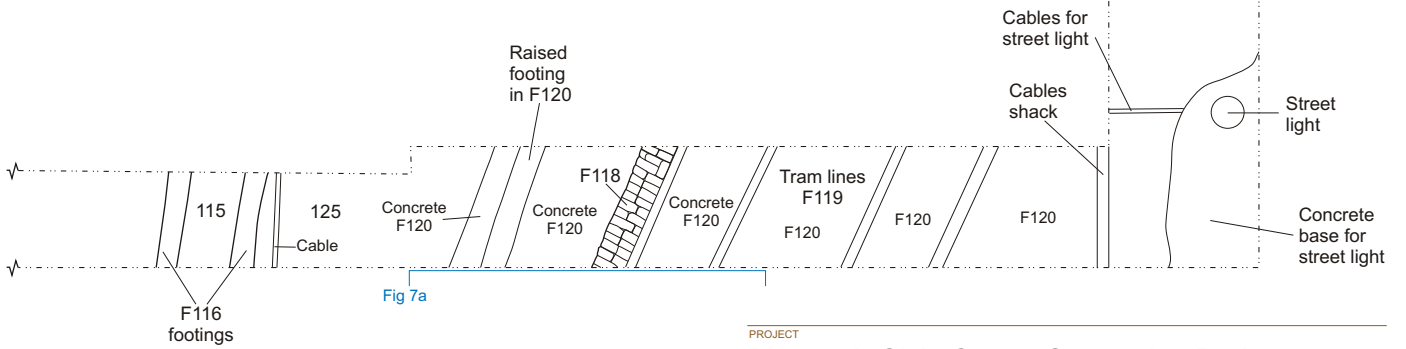 Cables for
street light
Raised
footing
in F120
Cables
shack
Street
light
F118
Tram lines
F119
115
125
Concrete
F120
Concrete
F120
Concrete
F120
F120
F120
F120
Cable
Concrete
base for
street light
Fig 7a
F116
footings
PROJECT